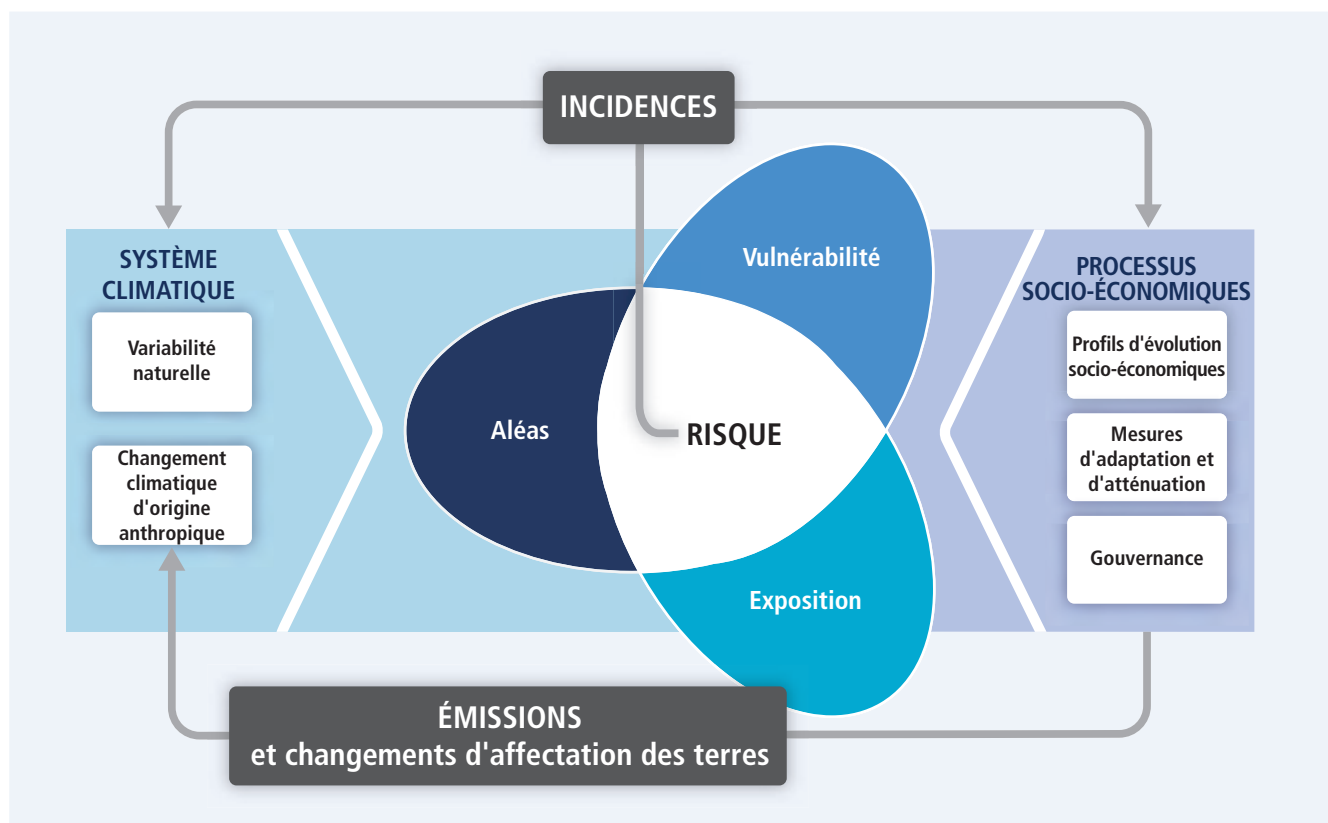 INCIDENCES
SYSTÈME
CLIMATIQUE
Variabilité
naturelle
Changement
climatique
d'origine
anthropique
Vulnérabilité
Aléas
RISQUE
Exposition
PROCESSUS
SOCIO-ÉCONOMIQUES
Profils d'évolution
socio-économiques
Mesures
d'adaptation et
d'atténuation
Gouvernance
ÉMISSIONS
et changements d'affectation des terres